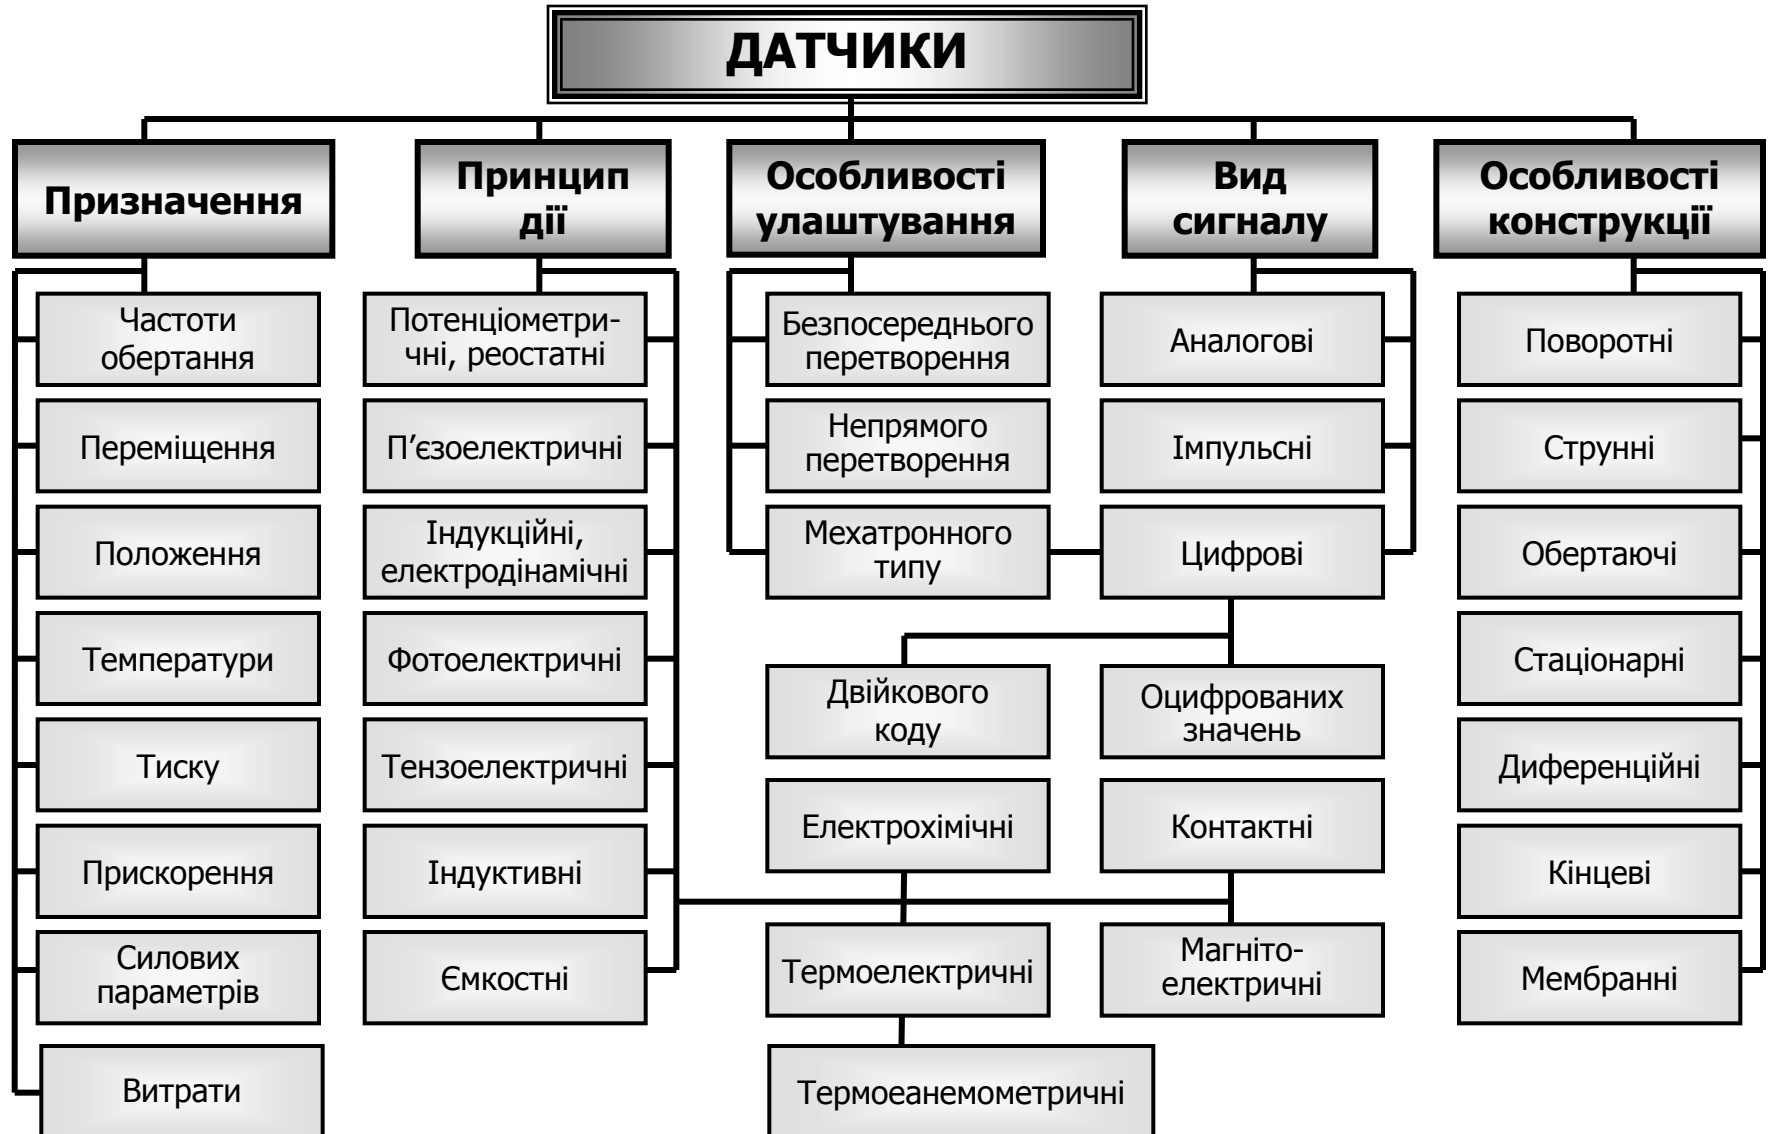 ДАТЧИКИ
Призначення
Принцип
дії
Особливості
улаштування
Вид
сигналу
Особливості
конструкції
Частоти
обертання
Переміщення
Положення
Температури
Тиску
Прискорення
Силових
параметрів
Витрати
Потенціометри-
чні, реостатні
П’єзоелектричні
Індукційні,
електродінамічні
Фотоелектричні
Тензоелектричні
Індуктивні
Ємкостні
Безпосереднього
перетворення
Непрямого
перетворення
Мехатронного
типу
Аналогові
Імпульсні
Цифрові
Двійкового
коду
Оцифрованих
значень
Електрохімічні
Контактні
Термоелектричні
Магніто-
електричні
Термоеанемометричні
Поворотні
Струнні
Обертаючі
Стаціонарні
Диференційні
Кінцеві
Мембранні